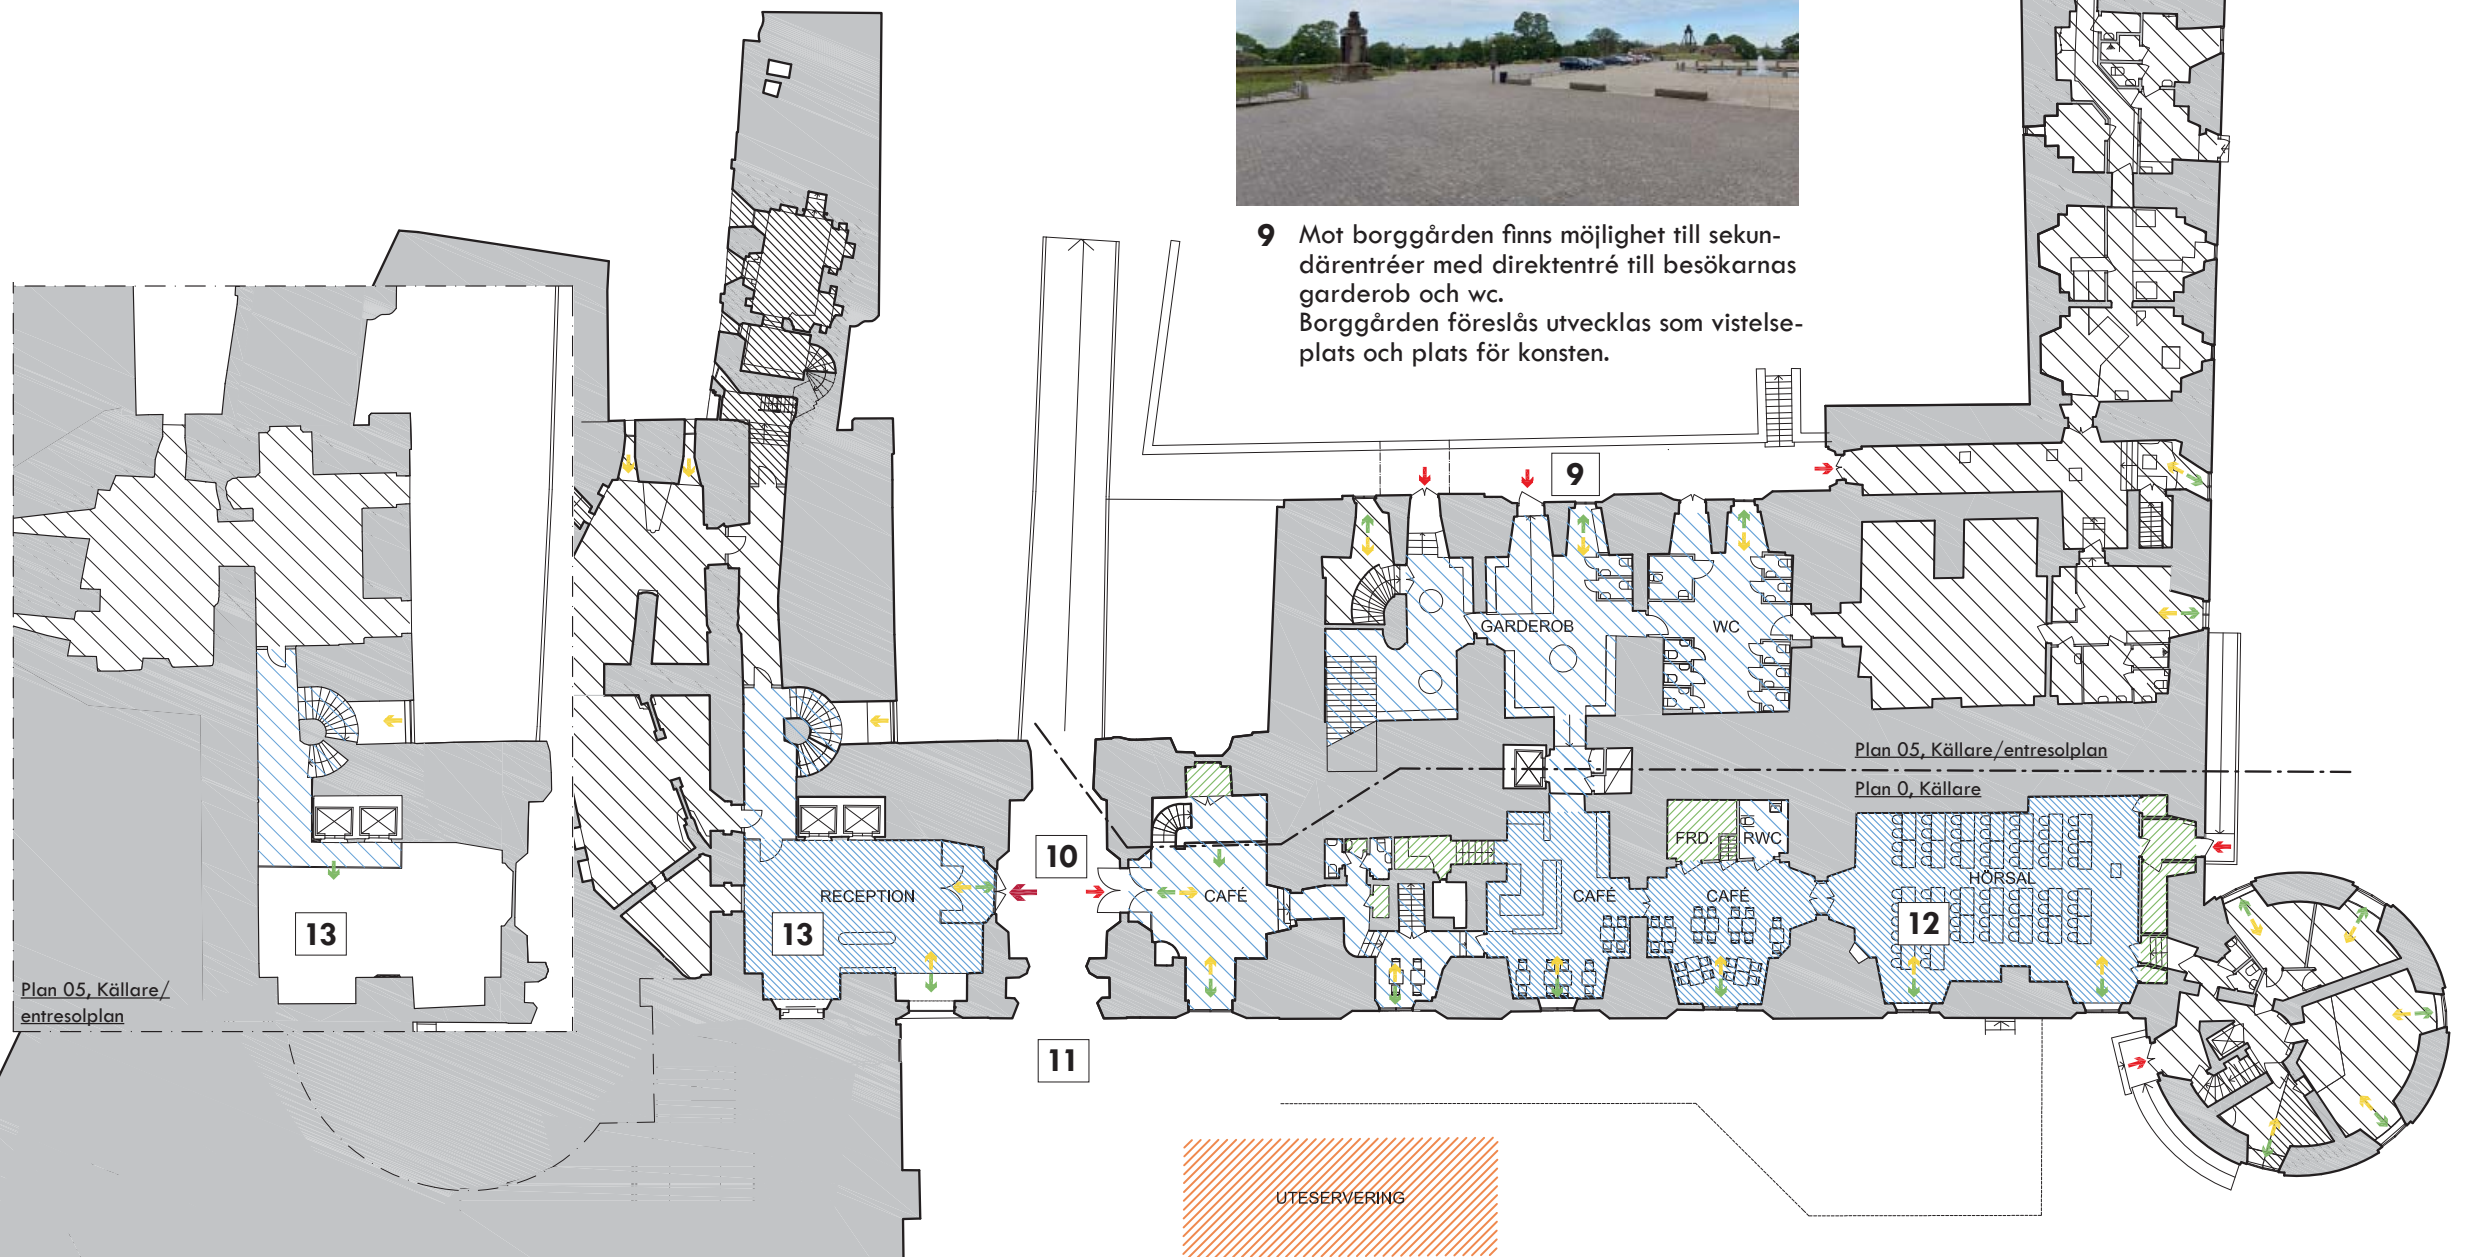 9 Mot borggården finns möjlighet till sekun-
därentréer med direktentré till besökarnas
garderob och wc.
Borggården föreslås utvecklas som vistelse-
plats och plats för konsten.
9
GARDEROB
WC
Plan 05, Källare/entresolplan
Plan 0, Källare
10
FRD.
RWC
RECEPTION
CAFÉ
CAFÉ
CAFÉ
HÖRSAL
13
13
12
Plan 05, Källare/
entresolplan
11
UTESERVERING